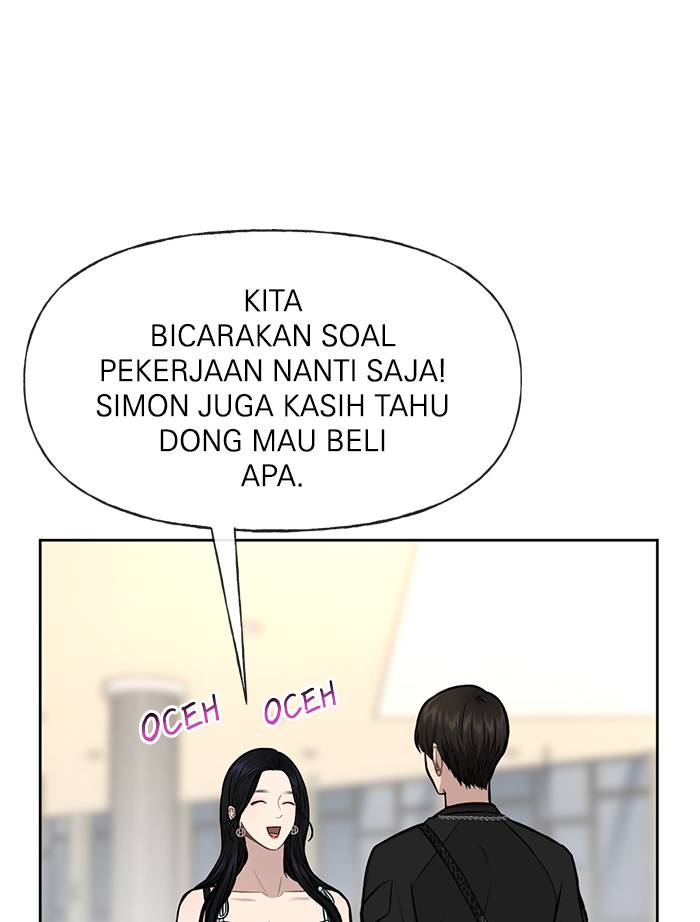 KITA
BICARAKAN SOAL
PEKERJAAN NANTI SAJA!
SIMON JUGA KASIH TAHU
DONG MAU BELI
APA.
OCEH OCEH